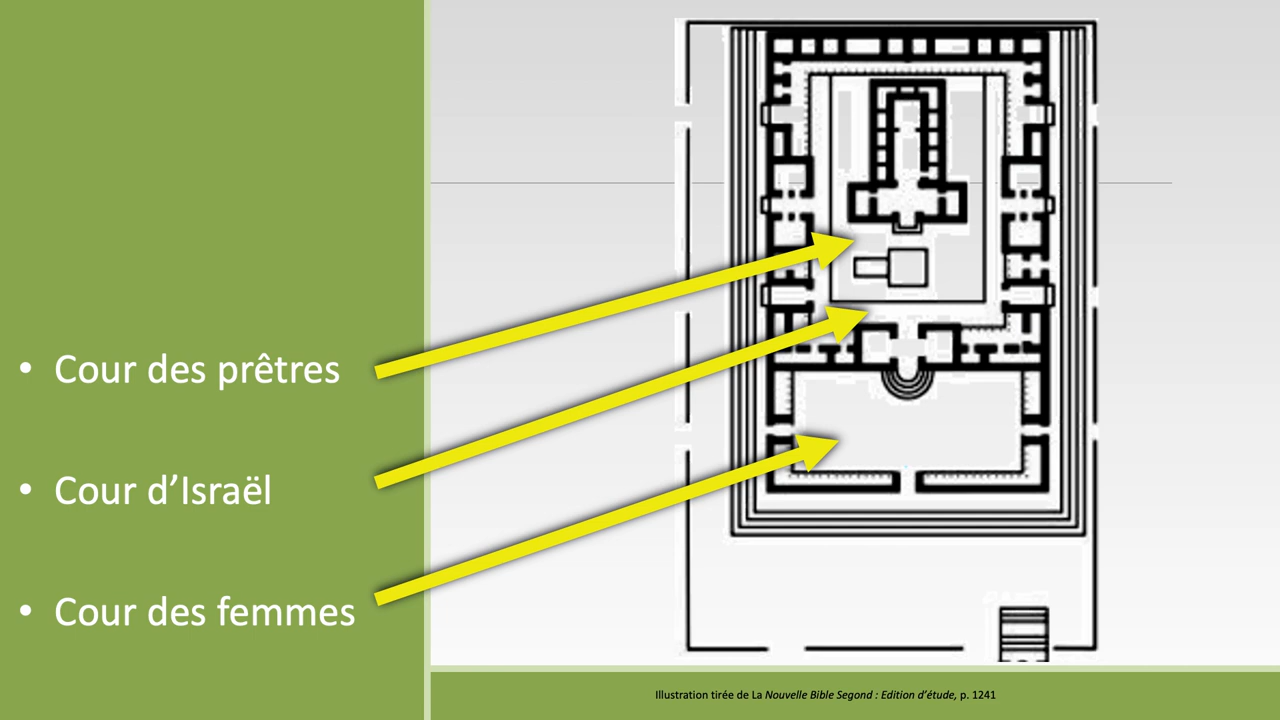 • Cour des prêtres
• Cour d’Israël
• Cour des femmes
Illustration tirée de La Nouvelle Bible Segond : Edition d’étude, p. 1241